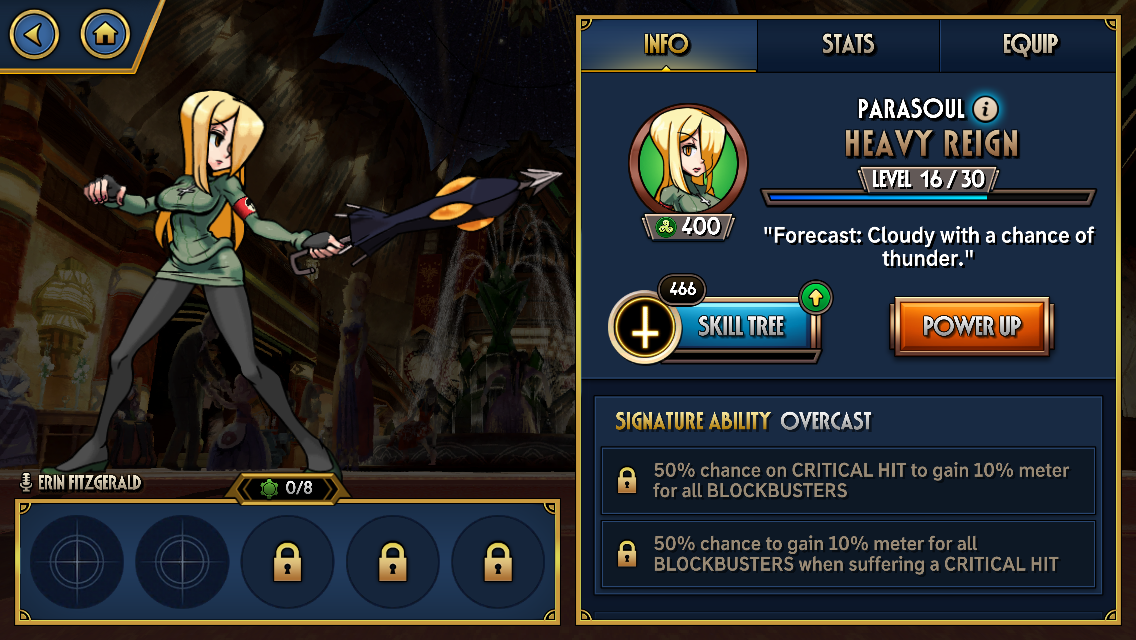 INFO
STATS
EQUIP
PARASOUL
HEAVY REIGN
LEVEL 16 / 30
400
"Forecast: Cloudy with a chance of
thunder."
466
SKILL TREE
POWER UP
SIGNATURE ABILITY OVERCAST
50% chance on CRITICAL HIT to gain 10% meter
for all BLOCKBUSTERS
50% chance to gain 10% meter for all
BLOCKBUSTERS when suffering a CRITICAL HIT
ERIN FITZGERALD
0/8